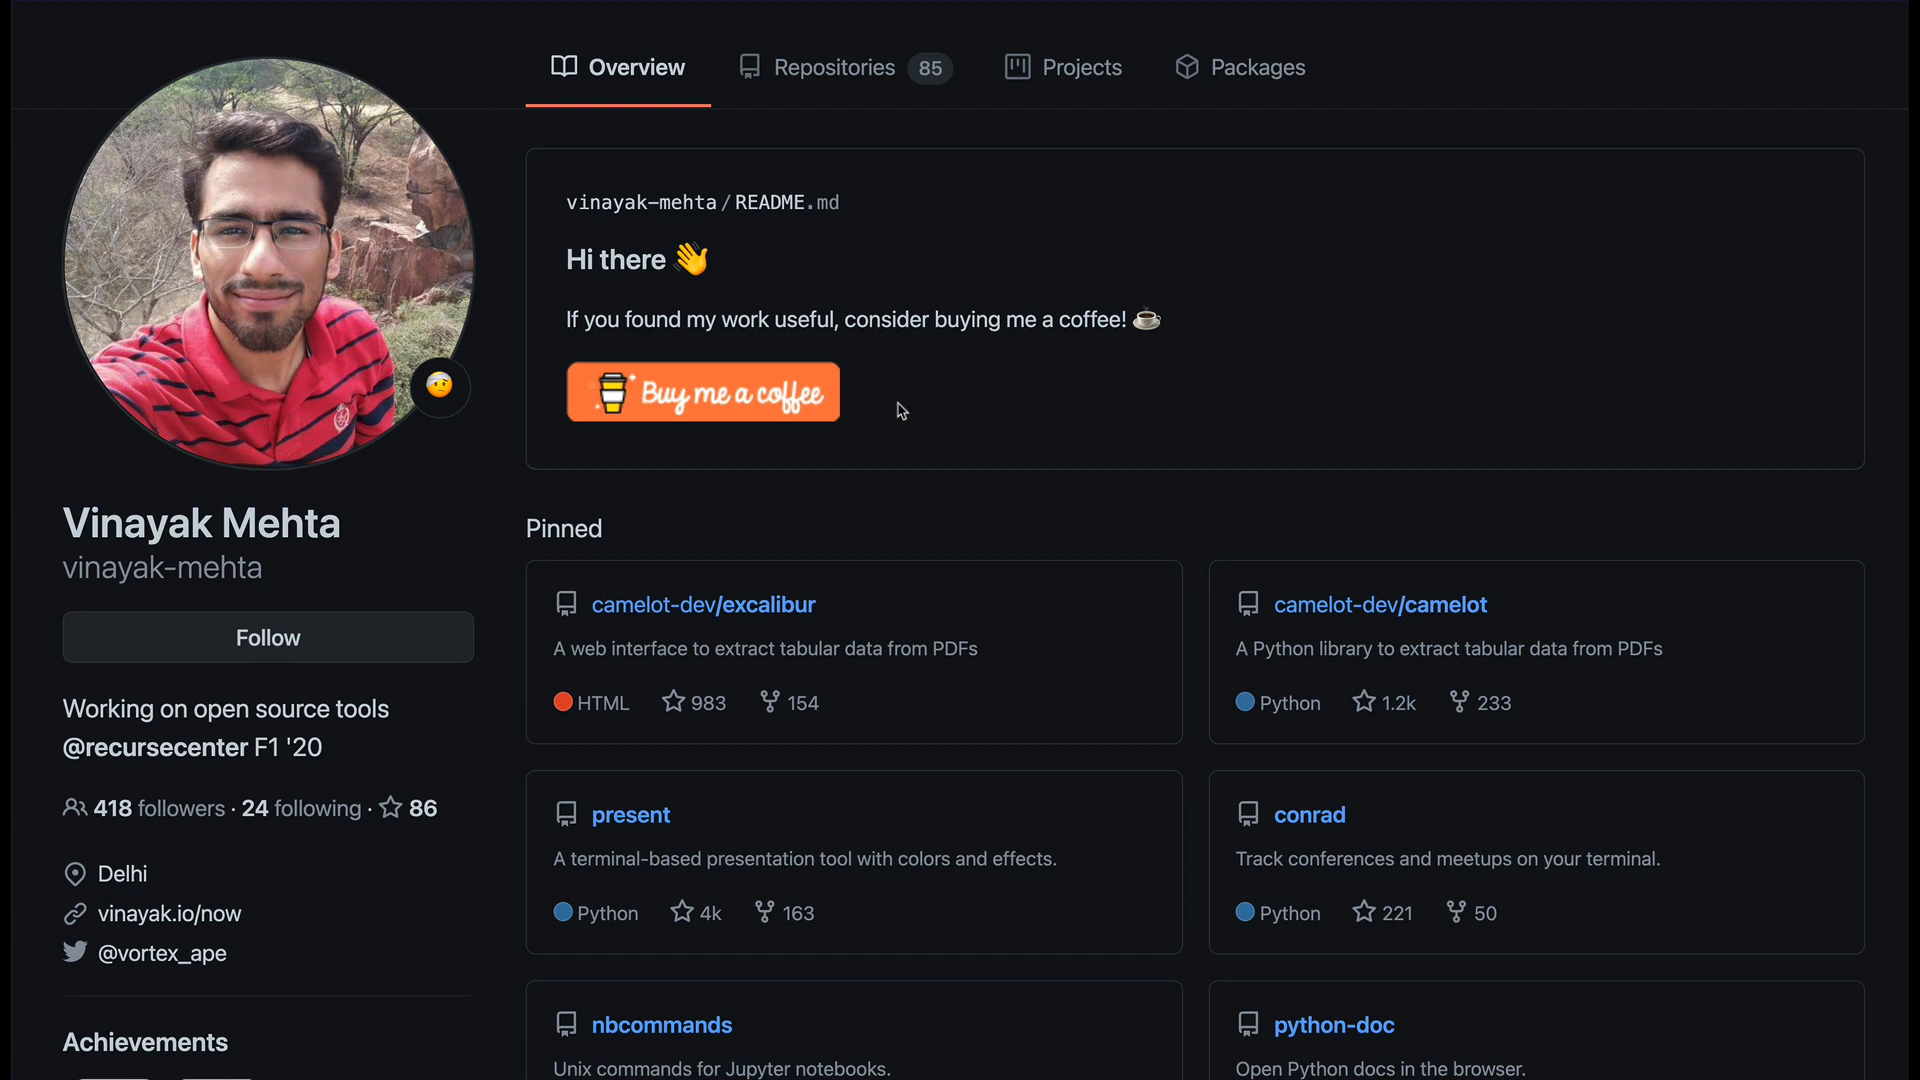 Overview
Repositories 85
Projects
Packages
vinayak-mehta/README.md
Hi there 👋
If you found my work useful, consider buying me a coffee! ☕
Buy me a coffee
Vinayak Mehta
vinayak-mehta
Follow
Working on open source tools
@recursecenter F1 '20
418 followers · 24 following · 86
Delhi
vinayak.io/now
@vortex_ape
Achievements
Pinned
camelot-dev/excalibur
A web interface to extract tabular data from PDFs
HTML 983 154
camelot-dev/camelot
A Python library to extract tabular data from PDFs
Python 1.2k 233
present
A terminal-based presentation tool with colors and effects.
Python 4k 163
conrad
Track conferences and meetups on your terminal.
Python 221 50
nbcommands
Unix commands for Jupyter notebooks.
python-doc
Open Python docs in the browser.